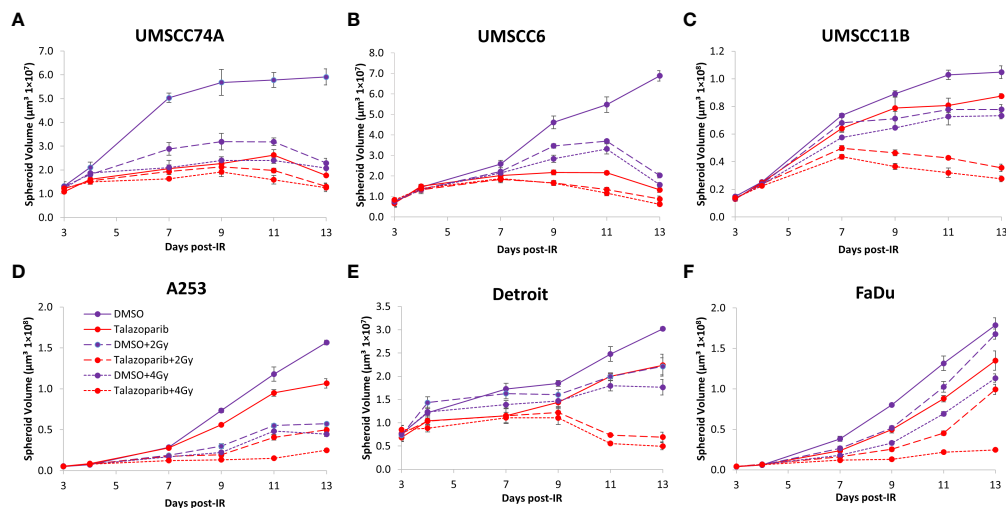 A
UMSCC74A
Spheroid Volume (µm³ 1×10⁷)
7.0
6.0
5.0
4.0
3.0
2.0
1.0
0.0
3 5 7 9 11 13
Days post-IR
B
UMSCC6
Spheroid Volume (µm³ 1×10⁷)
8.0
7.0
6.0
5.0
4.0
3.0
2.0
1.0
0.0
3 5 7 9 11 13
Days post-IR
C
UMSCC11B
Spheroid Volume (µm³ 1×10⁸)
1.2
1.0
0.8
0.6
0.4
0.2
0.0
3 5 7 9 11 13
Days post-IR
D
A253
Spheroid Volume (µm³ 1×10⁸)
2.0
1.5
1.0
0.5
0.0
DMSO
Talazoparib
DMSO+2Gy
Talazoparib+2Gy
DMSO+4Gy
Talazoparib+4Gy
3 5 7 9 11 13
Days post-IR
E
Detroit
Spheroid Volume (µm³ 1×10⁷)
3.5
3.0
2.5
2.0
1.5
1.0
0.5
0.0
3 5 7 9 11 13
Days post-IR
F
FaDu
Spheroid Volume (µm³ 1×10⁸)
2.0
1.5
1.0
0.5
0.0
3 5 7 9 11 13
Days post-IR